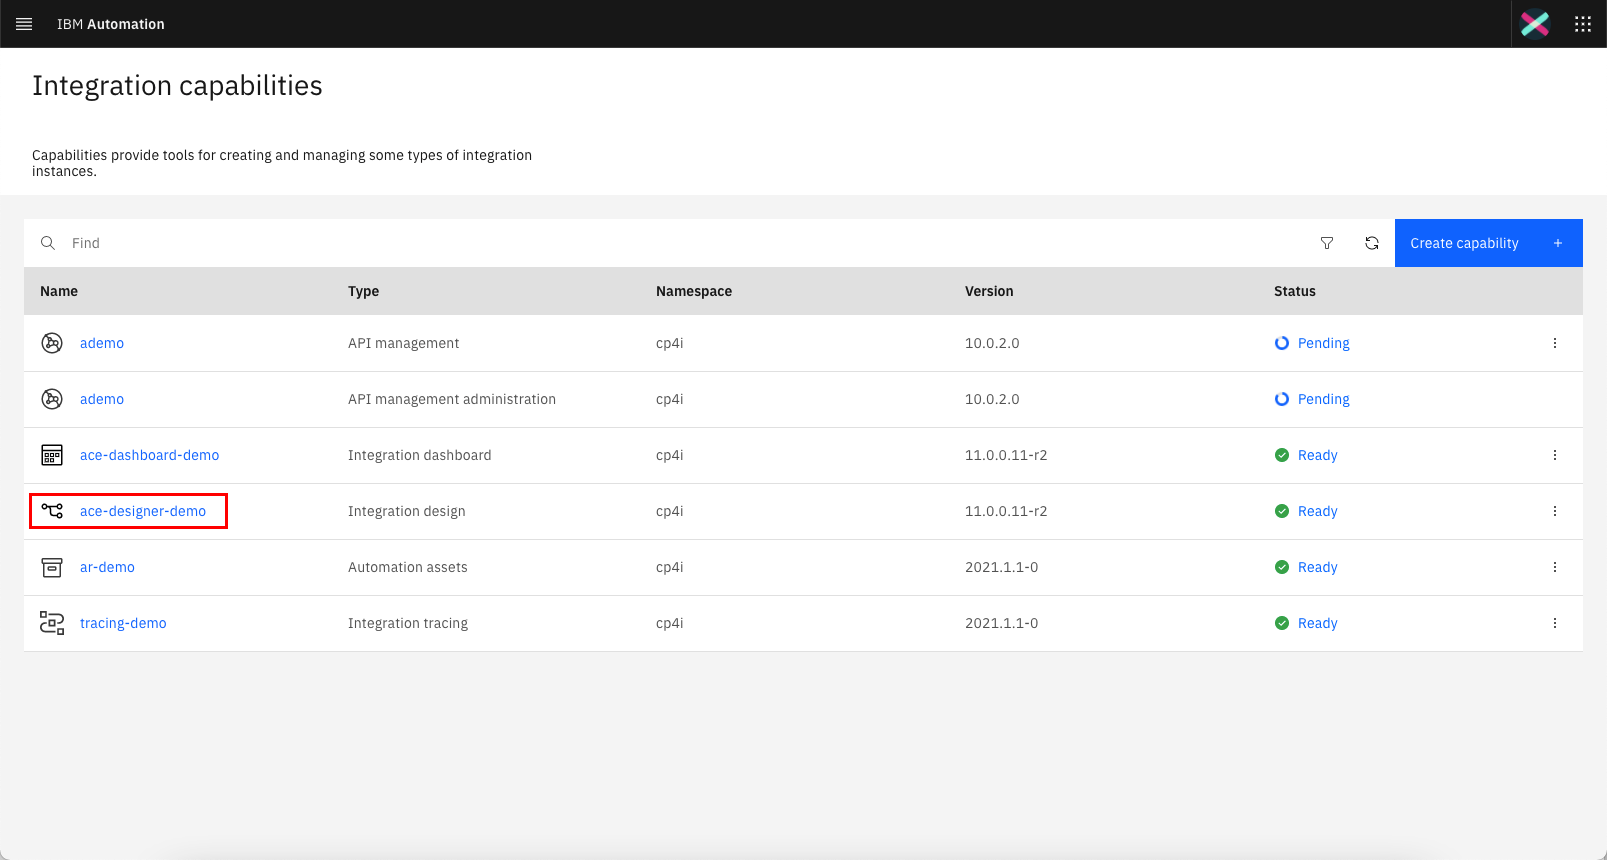 IBM Automation
Integration capabilities
Capabilities provide tools for creating and managing some types of integration
instances.
Find
Create capability +
Name Type Namespace Version Status
ademo API management cp4i 10.0.2.0 Pending
ademo API management administration cp4i 10.0.2.0 Pending
ace-dashboard-demo Integration dashboard cp4i 11.0.0.11-r2 Ready
ace-designer-demo Integration design cp4i 11.0.0.11-r2 Ready
ar-demo Automation assets cp4i 2021.1.1-0 Ready
tracing-demo Integration tracing cp4i 2021.1.1-0 Ready